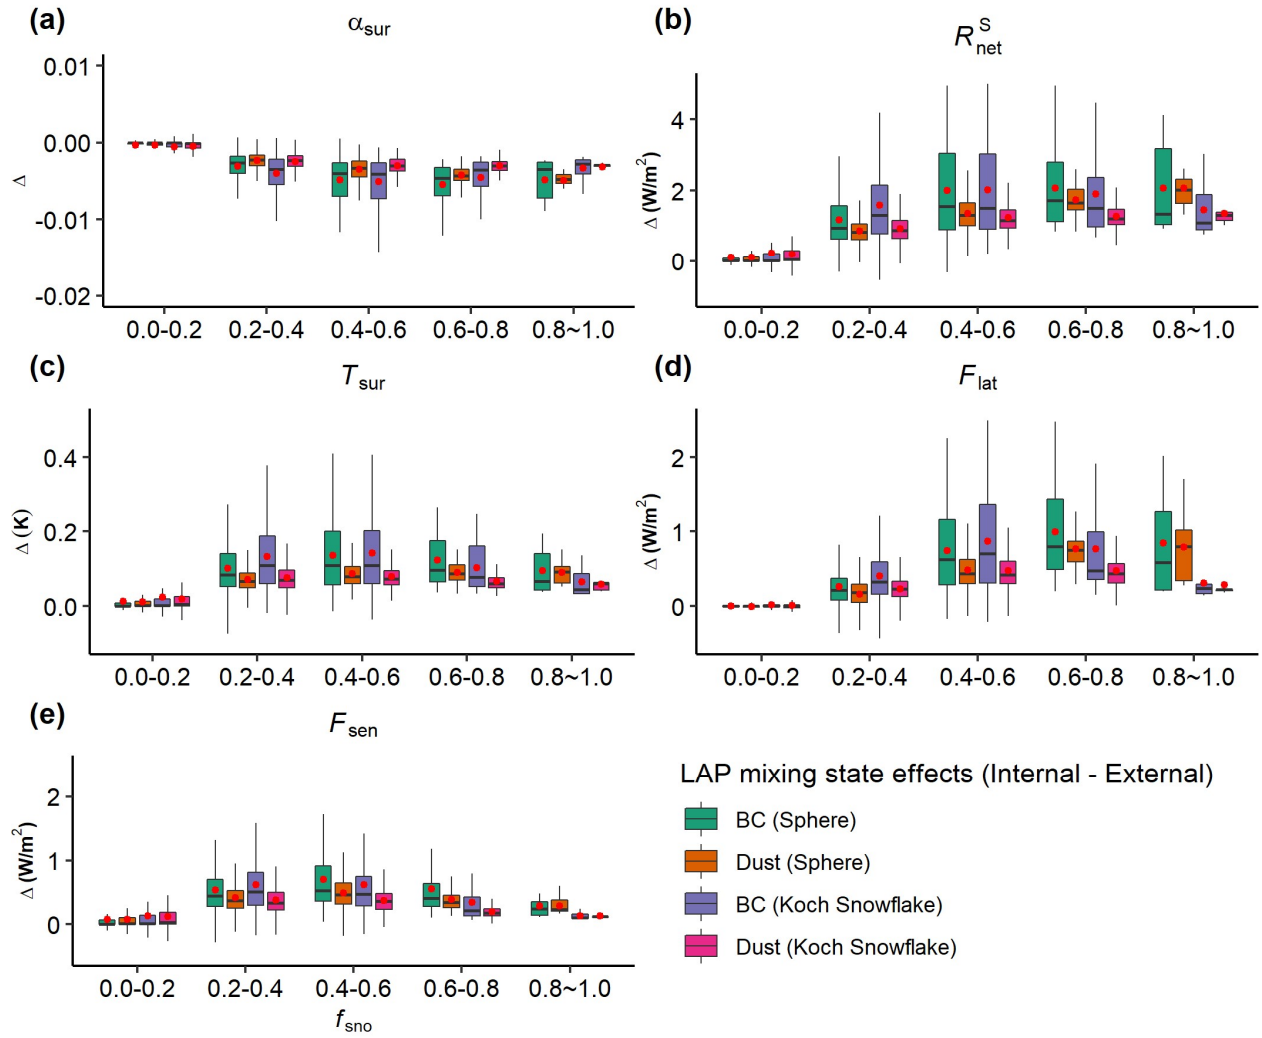 (a)
α_sur
0.01
0.00
-0.01
-0.02
Δ
0.0-0.2 0.2-0.4 0.4-0.6 0.6-0.8 0.8~1.0
(b)
R^S_net
4
2
0
Δ (W/m²)
0.0-0.2 0.2-0.4 0.4-0.6 0.6-0.8 0.8~1.0
(c)
T_sur
0.4
0.2
0.0
Δ (K)
0.0-0.2 0.2-0.4 0.4-0.6 0.6-0.8 0.8~1.0
(d)
F_lat
2
1
0
Δ (W/m²)
0.0-0.2 0.2-0.4 0.4-0.6 0.6-0.8 0.8~1.0
(e)
F_sen
2
1
0
Δ (W/m²)
0.0-0.2 0.2-0.4 0.4-0.6 0.6-0.8 0.8~1.0
f_sno
LAP mixing state effects (Internal - External)
BC (Sphere)
Dust (Sphere)
BC (Koch Snowflake)
Dust (Koch Snowflake)